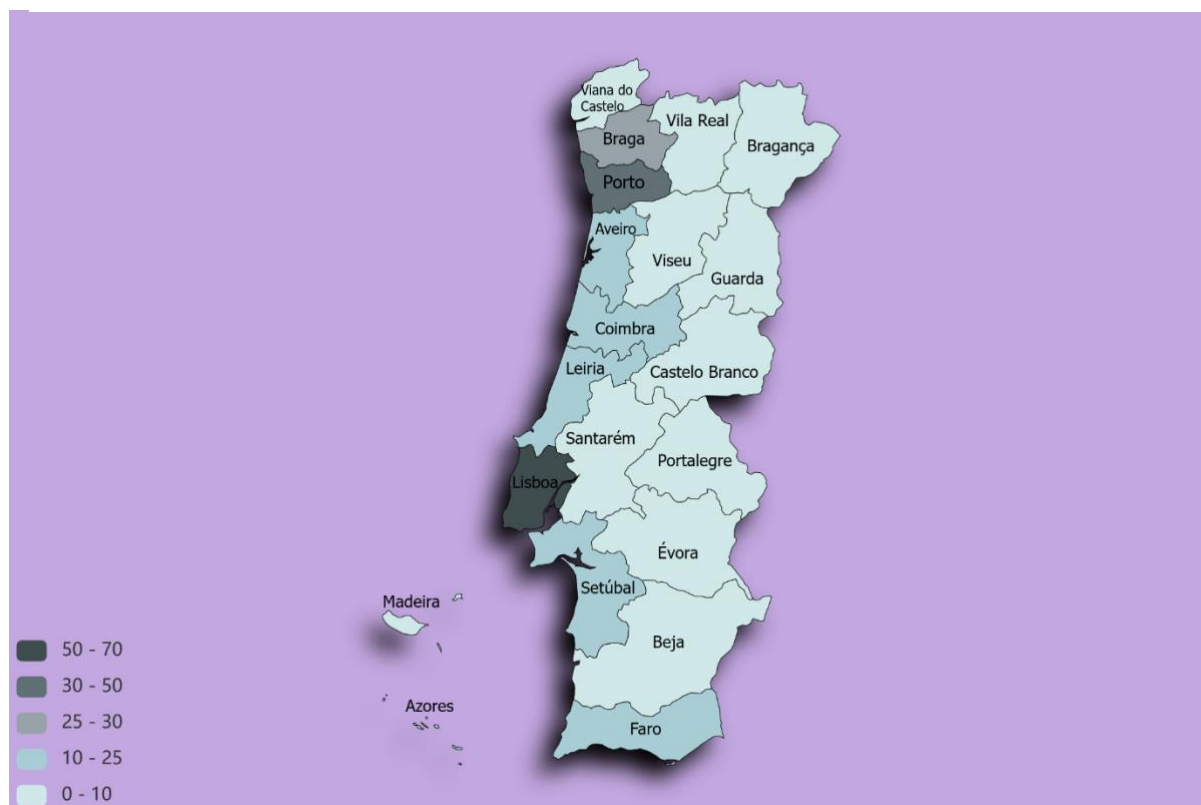 Viana do
Castelo
Vila Real
Bragança
Braga
Porto
Aveiro
Viseu
Guarda
Coimbra
Leiria
Castelo Branco
Santarém
Portalegre
Lisboa
Évora
Setúbal
Madeira
Beja
Azores
Faro
50 - 70
30 - 50
25 - 30
10 - 25
0 - 10